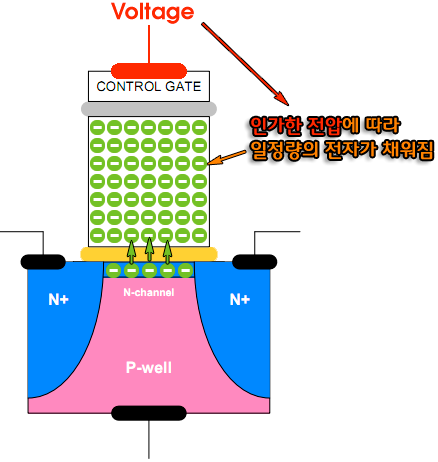 Voltage
CONTROL GATE
인가한 전압에 따라
일정량의 전자가 채워짐
N-channel
N+
N+
P-well